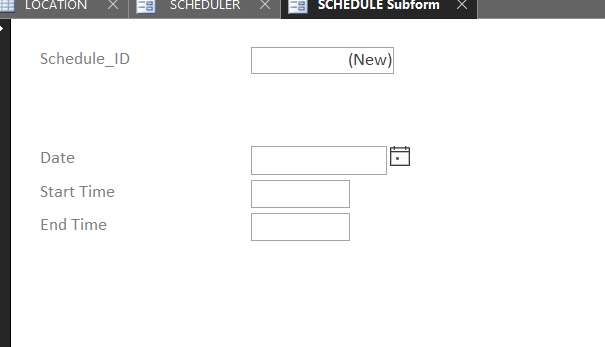 LOCATION SCHEDULER SCHEDULE Subform
Schedule_ID (New)
Date
Start Time
End Time